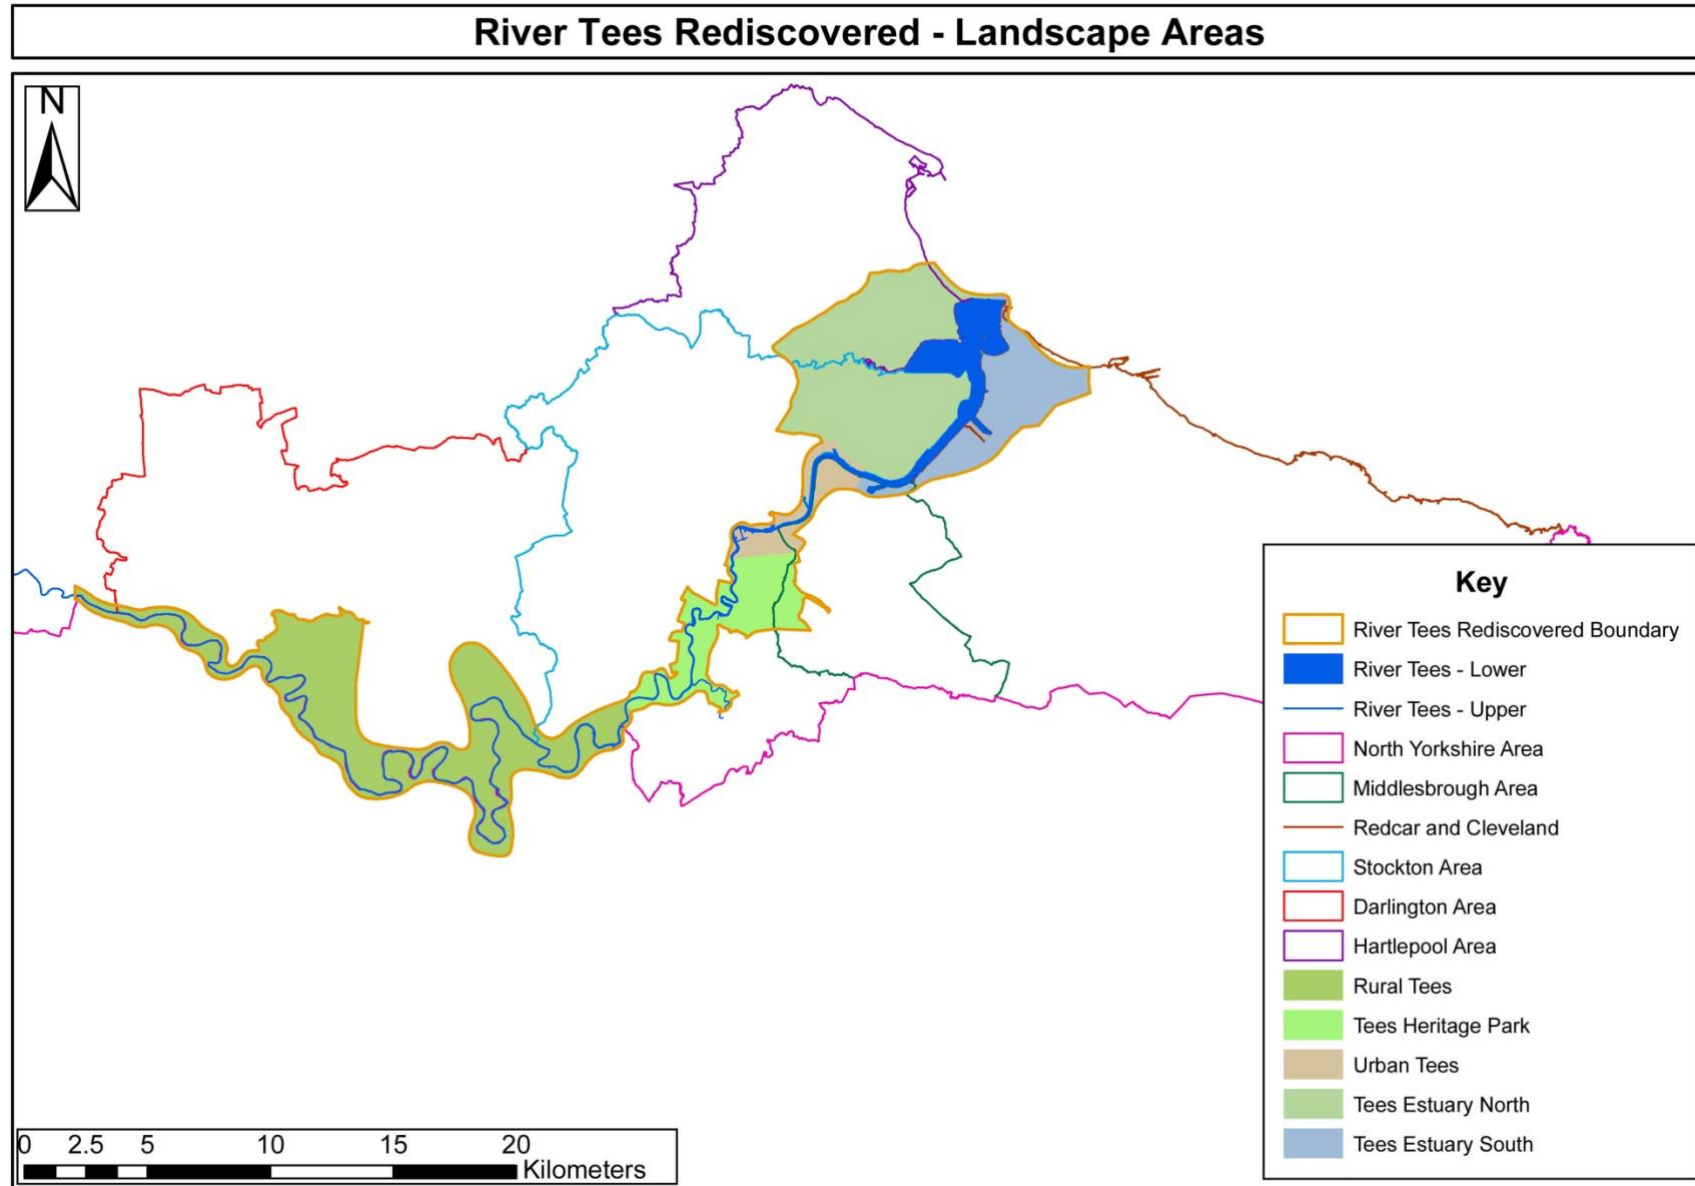 River Tees Rediscovered - Landscape Areas
N
Key
River Tees Rediscovered Boundary
River Tees - Lower
River Tees - Upper
North Yorkshire Area
Middlesbrough Area
Redcar and Cleveland
Stockton Area
Darlington Area
Hartlepool Area
Rural Tees
Tees Heritage Park
Urban Tees
Tees Estuary North
Tees Estuary South
0 2.5 5 10 15 20
Kilometers